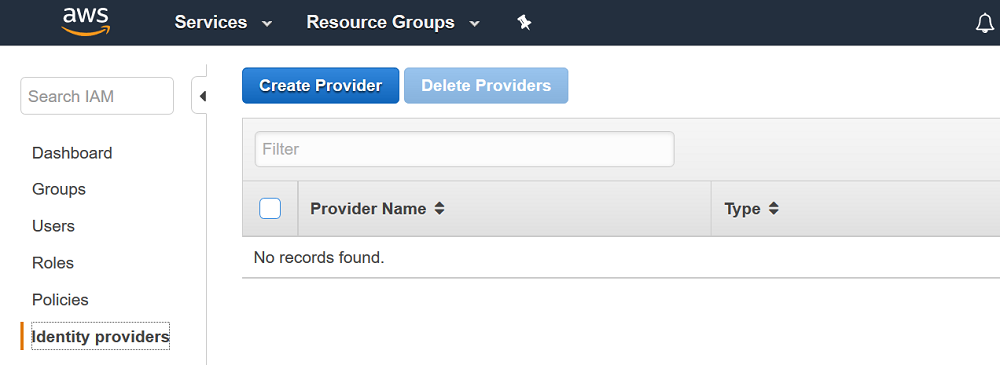 aws
Services
Resource Groups
Search IAM
Dashboard
Groups
Users
Roles
Policies
Identity providers
Create Provider
Delete Providers
Filter
Provider Name
Type
No records found.